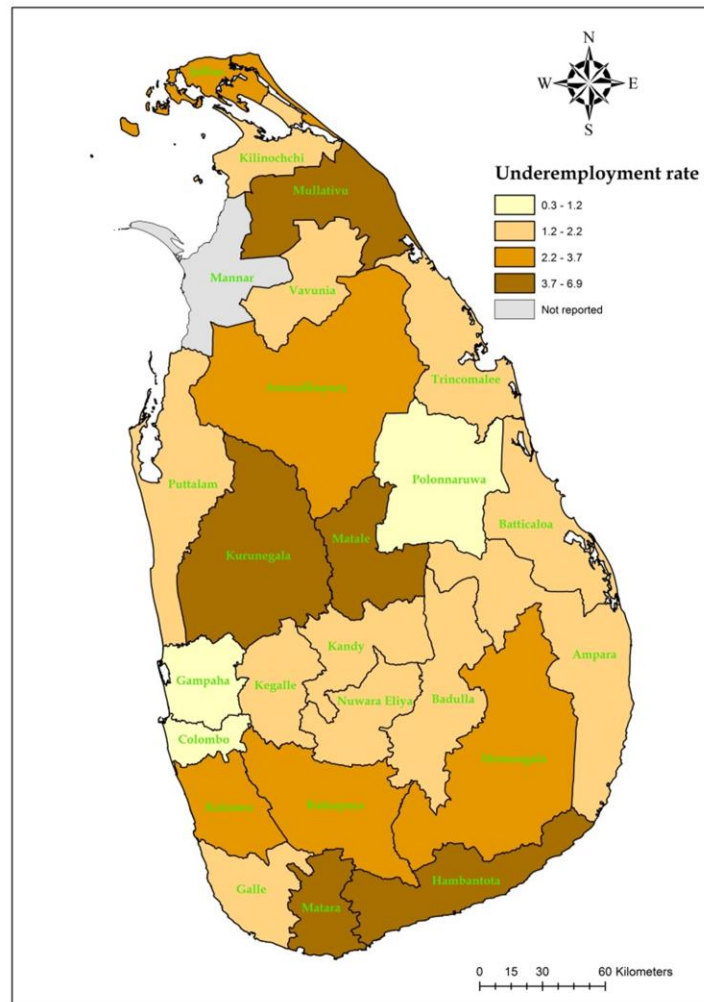 N
W E
S
Underemployment rate
0.3 - 1.2
1.2 - 2.2
2.2 - 3.7
3.7 - 6.9
Not reported
Kilinochchi
Mullativu
Mannar
Vavunia
Trincomalee
Polonnaruwa
Puttalam
Batticaloa
Kurunegala
Matale
Kandy
Ampara
Gampaha
Kegalle
Nuwara Eliya
Badulla
Colombo
Hambantota
Galle
Matara
0 15 30 60 Kilometers